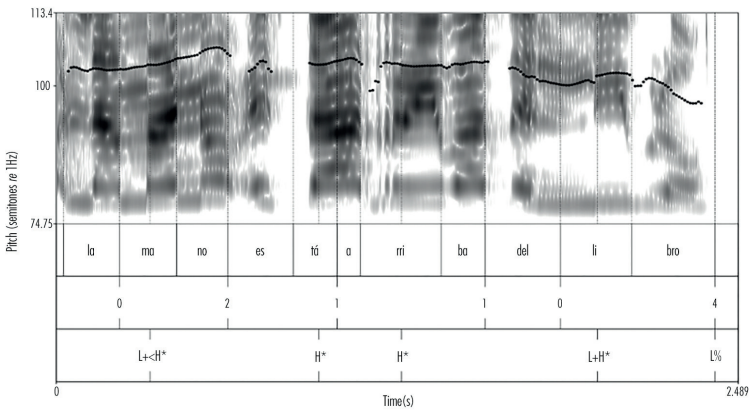 113.4
100
74.75
Pitch (semitones re 1Hz)
la ma no es tá a rri ba del li bro
0 2 1 1 0 4
L+<H* H* H* L+H* L%
0 2.489
Time(s)